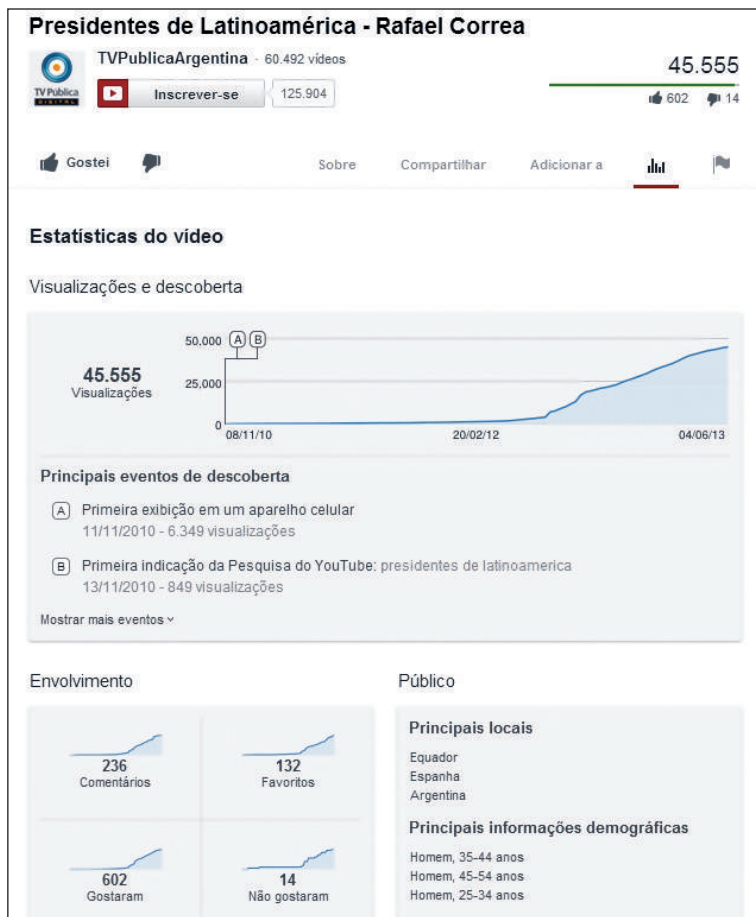 Presidentes de Latinoamérica - Rafael Correa
TVPublicaArgentina · 60.492 vídeos
TV Pública
DIGITAL
Inscrever-se 125.904
45.555
602 14
Gostei Sobre Compartilhar Adicionar a
Estatísticas do vídeo
Visualizações e descoberta
50.000 A B
45.555
Visualizações
25,000
0
08/11/10 20/02/12 04/06/13
Principais eventos de descoberta
A Primeira exibição em um aparelho celular
11/11/2010 - 6.349 visualizações
B Primeira indicação da Pesquisa do YouTube: presidentes de latinoamerica
13/11/2010 - 849 visualizações
Mostrar mais eventos
Envolvimento
236
Comentários
132
Favoritos
602
Gostaram
14
Não gostaram
Público
Principais locais
Equador
Espanha
Argentina
Principais informações demográficas
Homem, 35-44 anos
Homem, 45-54 anos
Homem, 25-34 anos